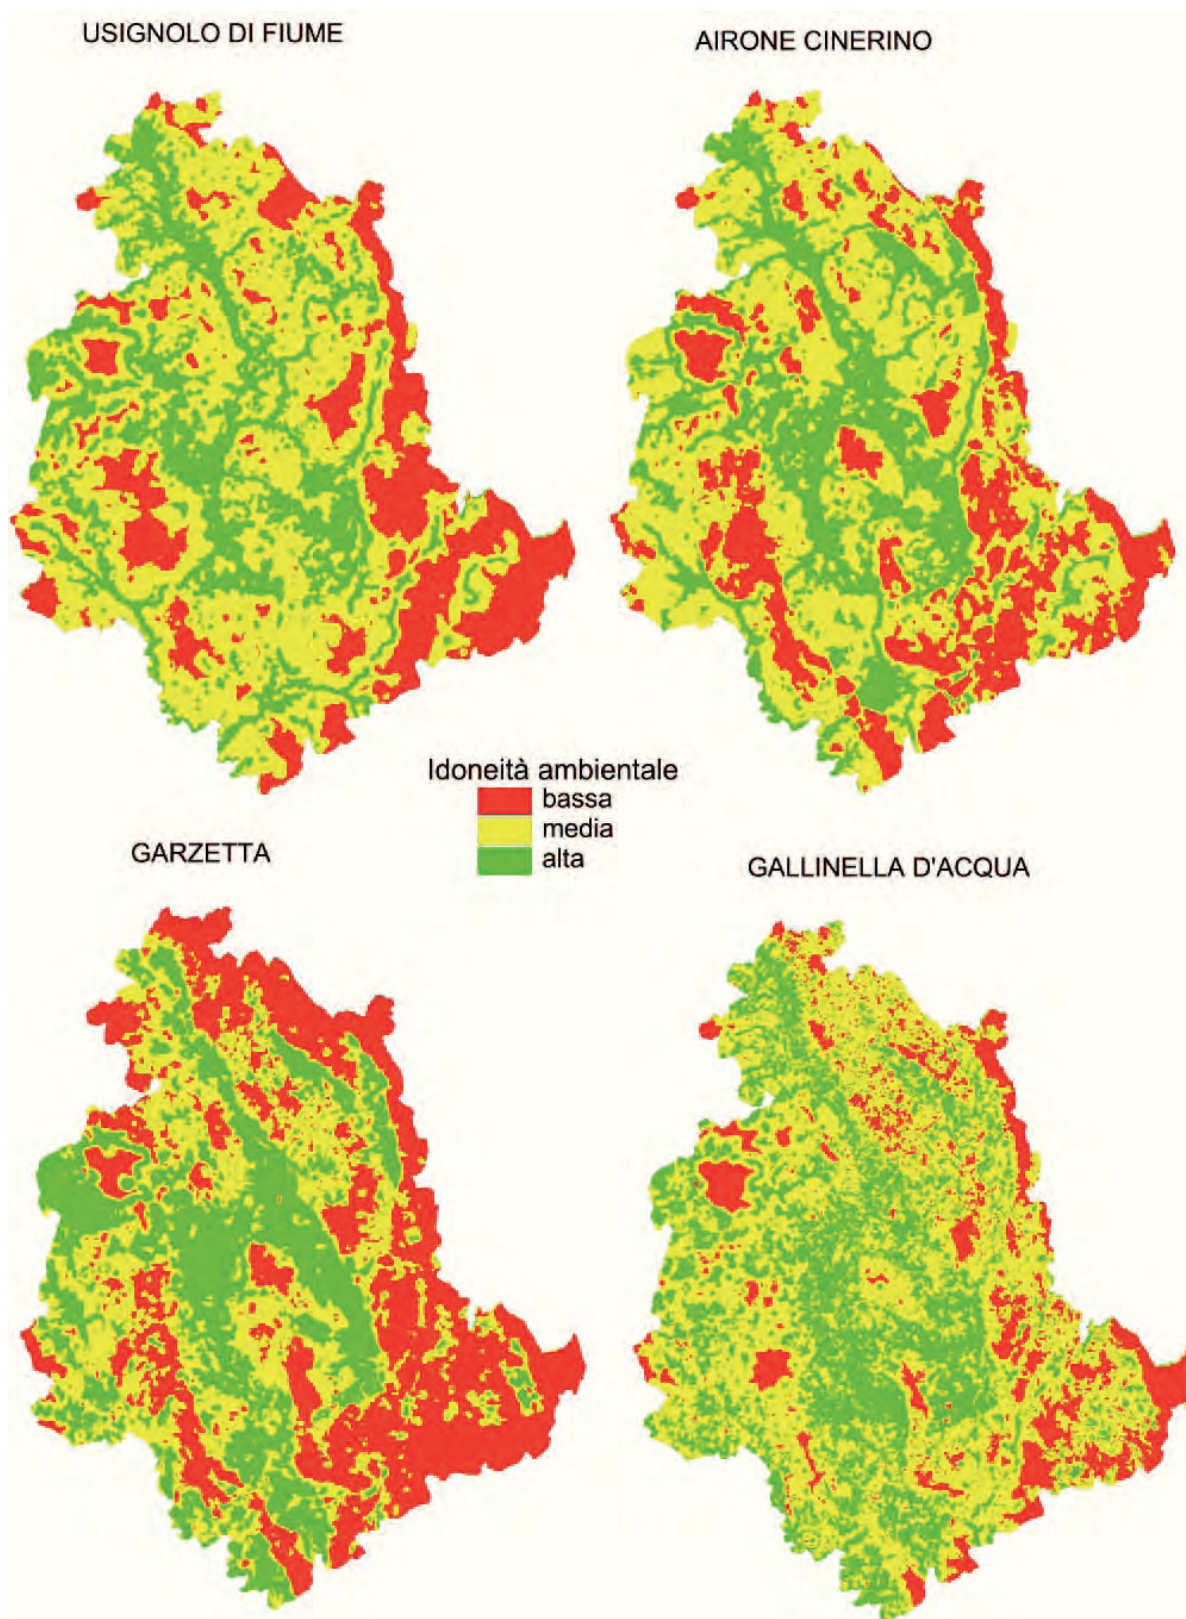 USIGNOLO DI FIUME
AIRONE CINERINO
Idoneità ambientale
bassa
media
alta
GARZETTA
GALLINELLA D'ACQUA